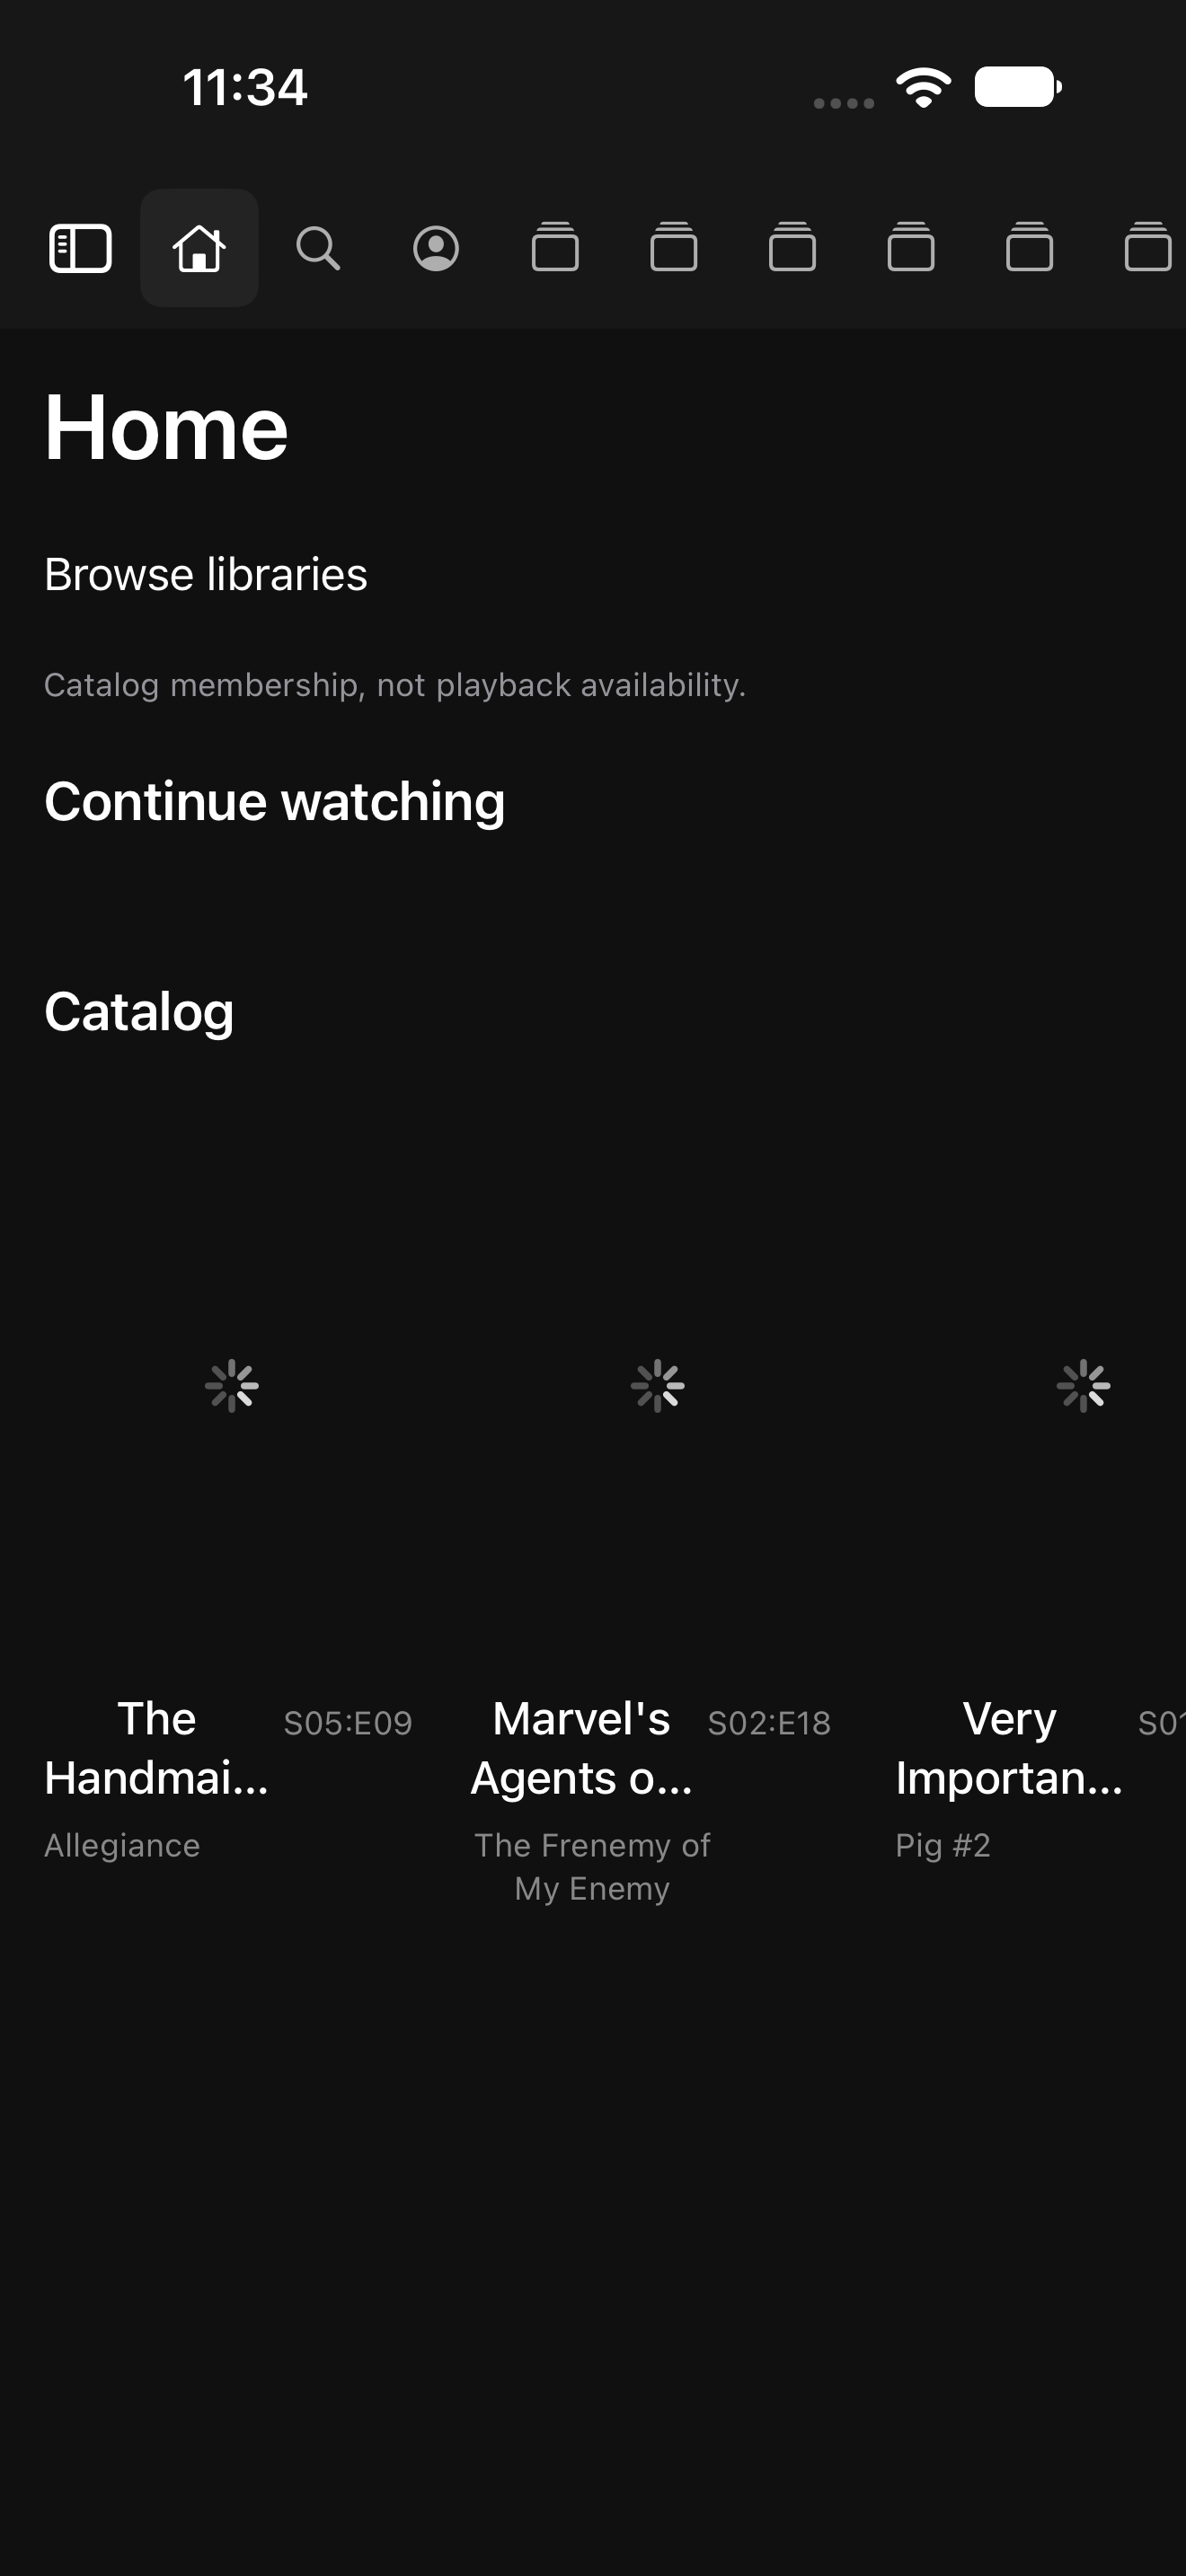 11:34
Home
Browse libraries
Catalog membership, not playback availability.
Continue watching
Catalog
The Handmai...
S05:E09
Allegiance
Marvel's
Agents o...
S02:E18
The Frenemy of
My Enemy
Very
Importan...
S01
Pig #2